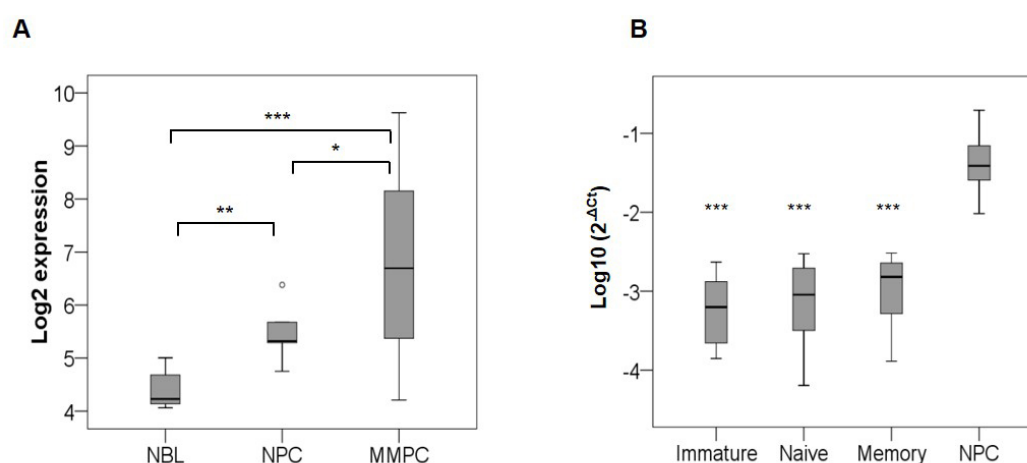 A
Log2 expression
10
9
8
7
6
5
4
***
*
**
NBL NPC MMPC
B
Log10 (2^-ΔCt)
-1
-2
-3
-4
*** *** ***
Immature Naive Memory NPC